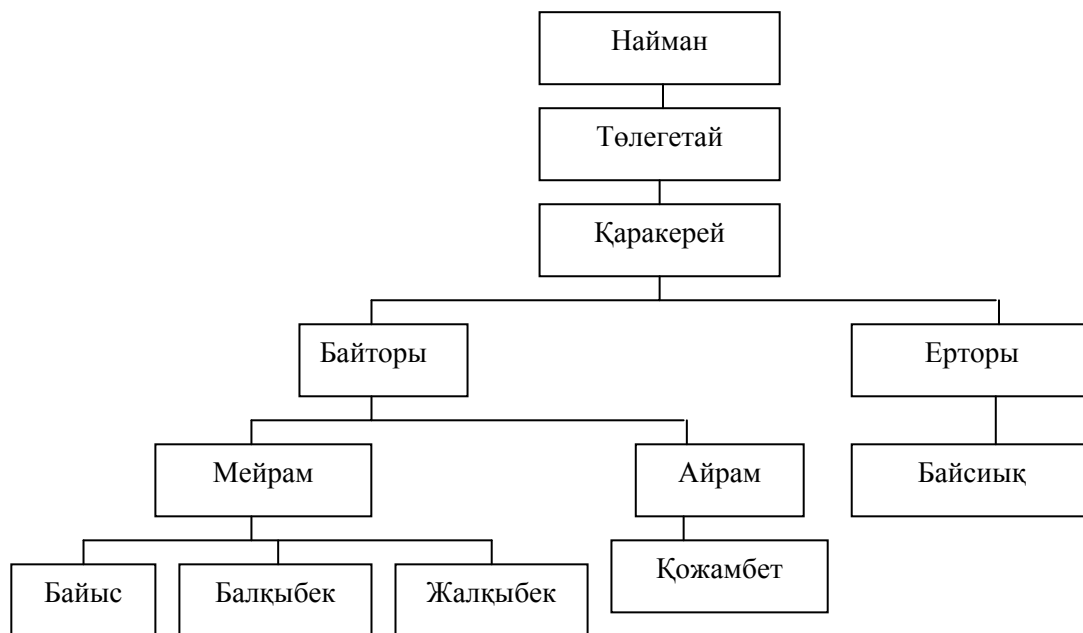 Найман
Төлегетай
Қаракерей
Байторы
Ерторы
Мейрам
Айрам
Байсиық
Байыс
Балқыбек
Жалқыбек
Қожамбет